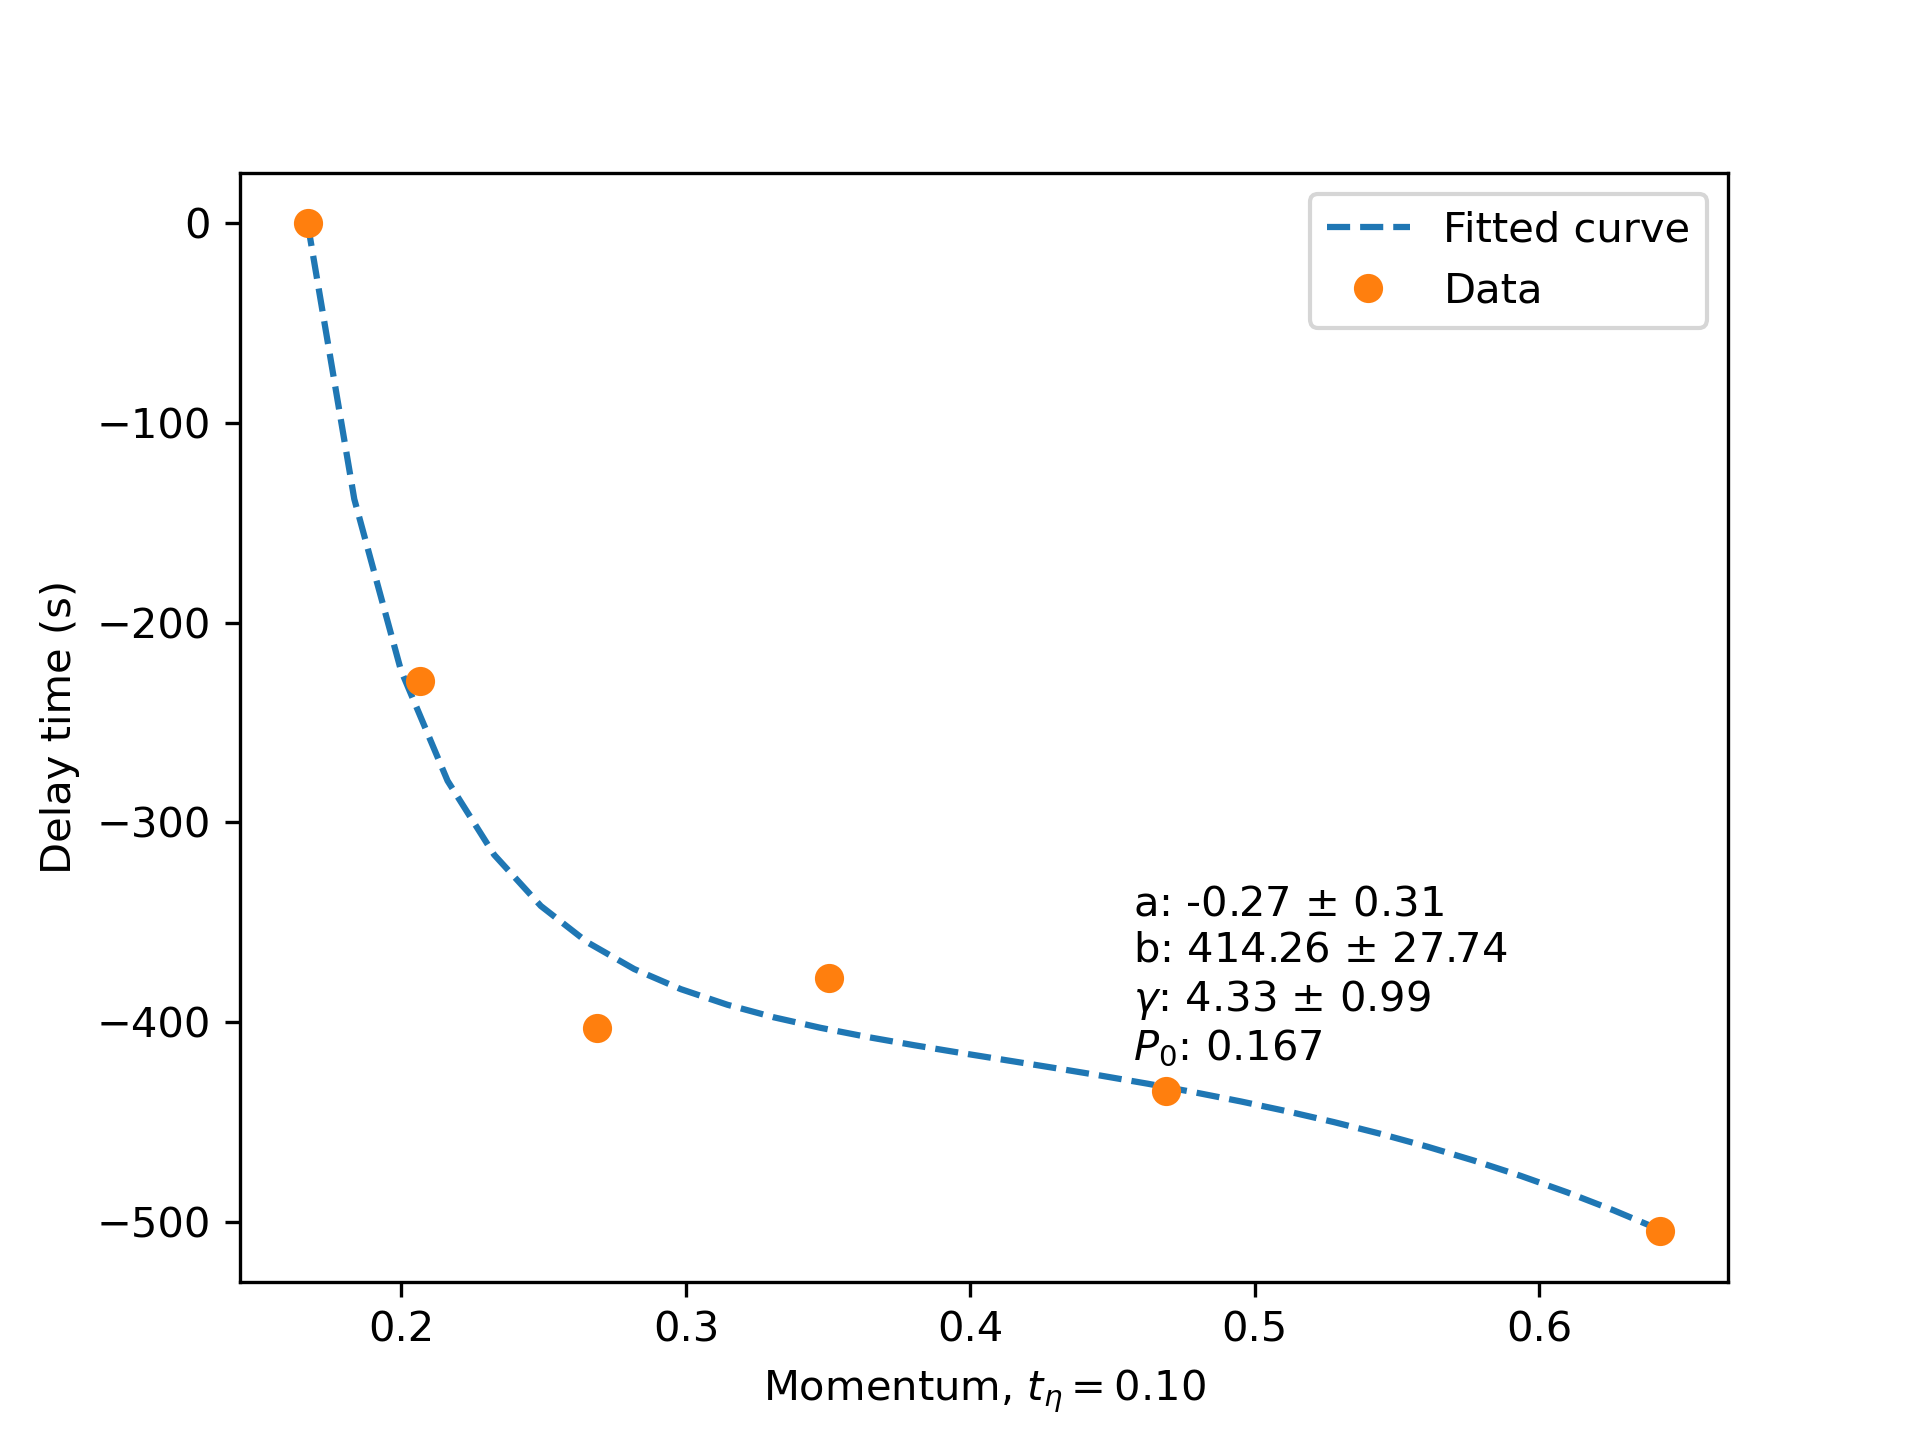 Fitted curve
Data
0
−100
−200
−300
−400
−500
Delay time (s)
a: -0.27 ± 0.31
b: 414.26 ± 27.74
γ: 4.33 ± 0.99
P₀: 0.167
0.2 0.3 0.4 0.5 0.6
Momentum, tη = 0.10